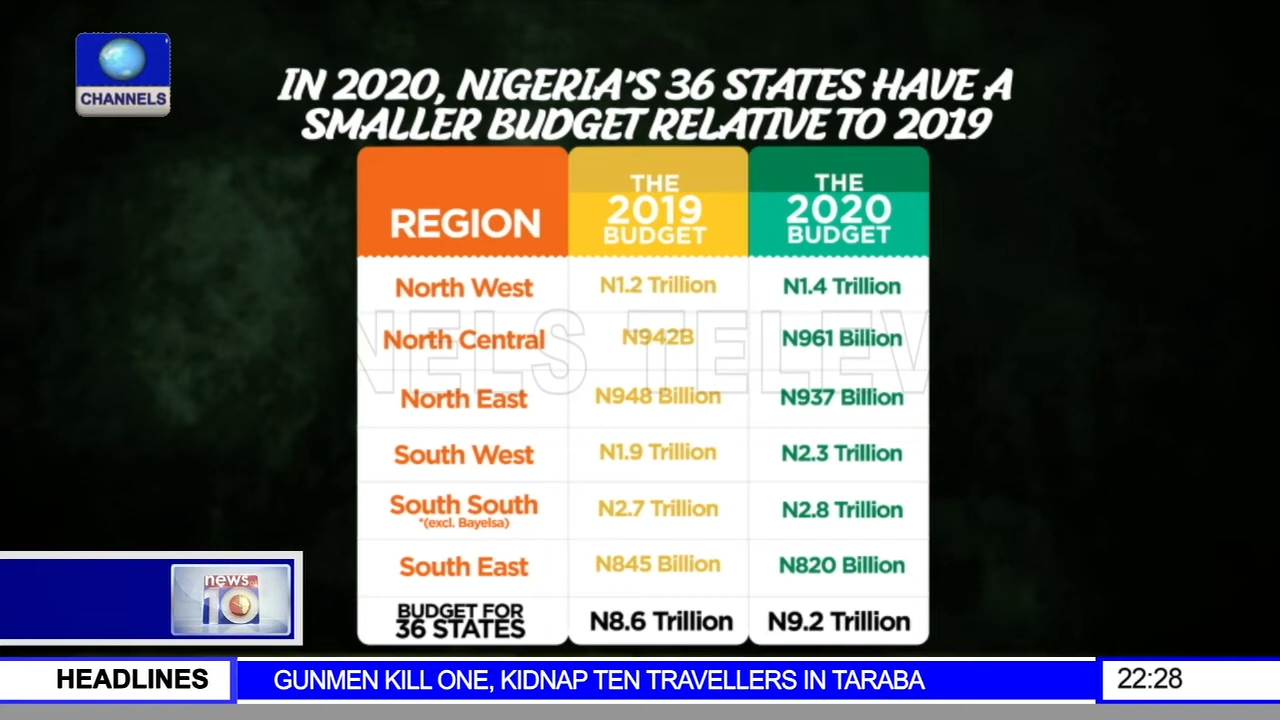 CHANNELS
IN 2020, NIGERIA'S 36 STATES HAVE A
SMALLER BUDGET RELATIVE TO 2019
REGION
THE
2019
BUDGET
THE
2020
BUDGET
North West N1.2 Trillion N1.4 Trillion
North Central N942B N961 Billion
North East N948 Billion N937 Billion
South West N1.9 Trillion N2.3 Trillion
South South N2.7 Trillion N2.8 Trillion
*(excl. Bayelsa)
South East N845 Billion N820 Billion
BUDGET FOR
36 STATES N8.6 Trillion N9.2 Trillion
news
10
HEADLINES GUNMEN KILL ONE, KIDNAP TEN TRAVELLERS IN TARABA 22:28